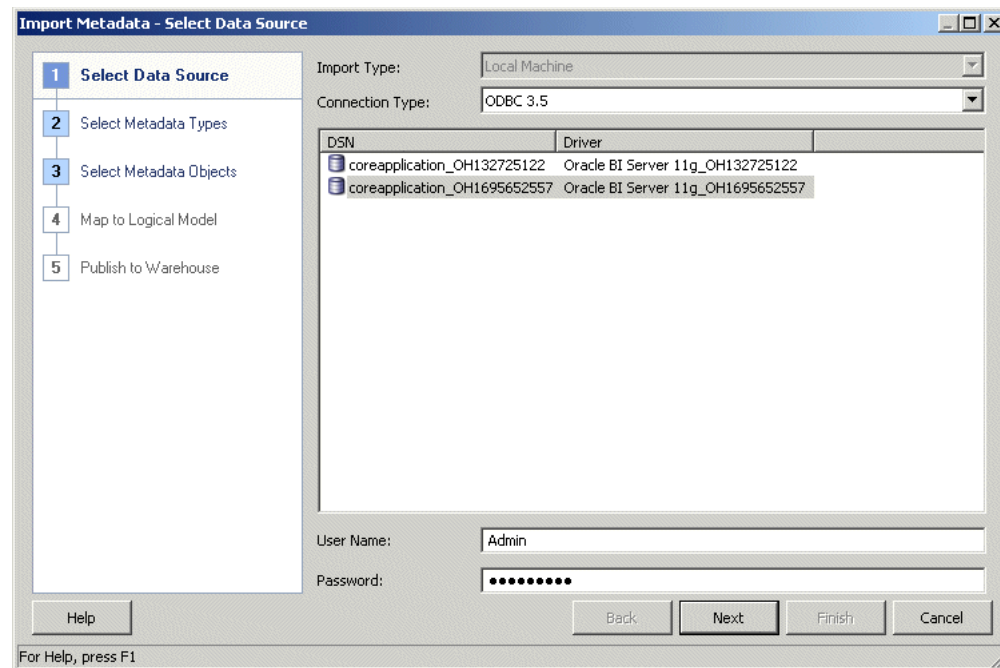 Import Metadata - Select Data Source
1 Select Data Source
2 Select Metadata Types
3 Select Metadata Objects
4 Map to Logical Model
5 Publish to Warehouse
Import Type: Local Machine
Connection Type: ODBC 3.5
DSN Driver
coreapplication_OH132725122 Oracle BI Server 11g_OH132725122
coreapplication_OH1695652557 Oracle BI Server 11g_OH1695652557
User Name: Admin
Password: ●●●●●●●●●
Help Back Next Finish Cancel
For Help, press F1